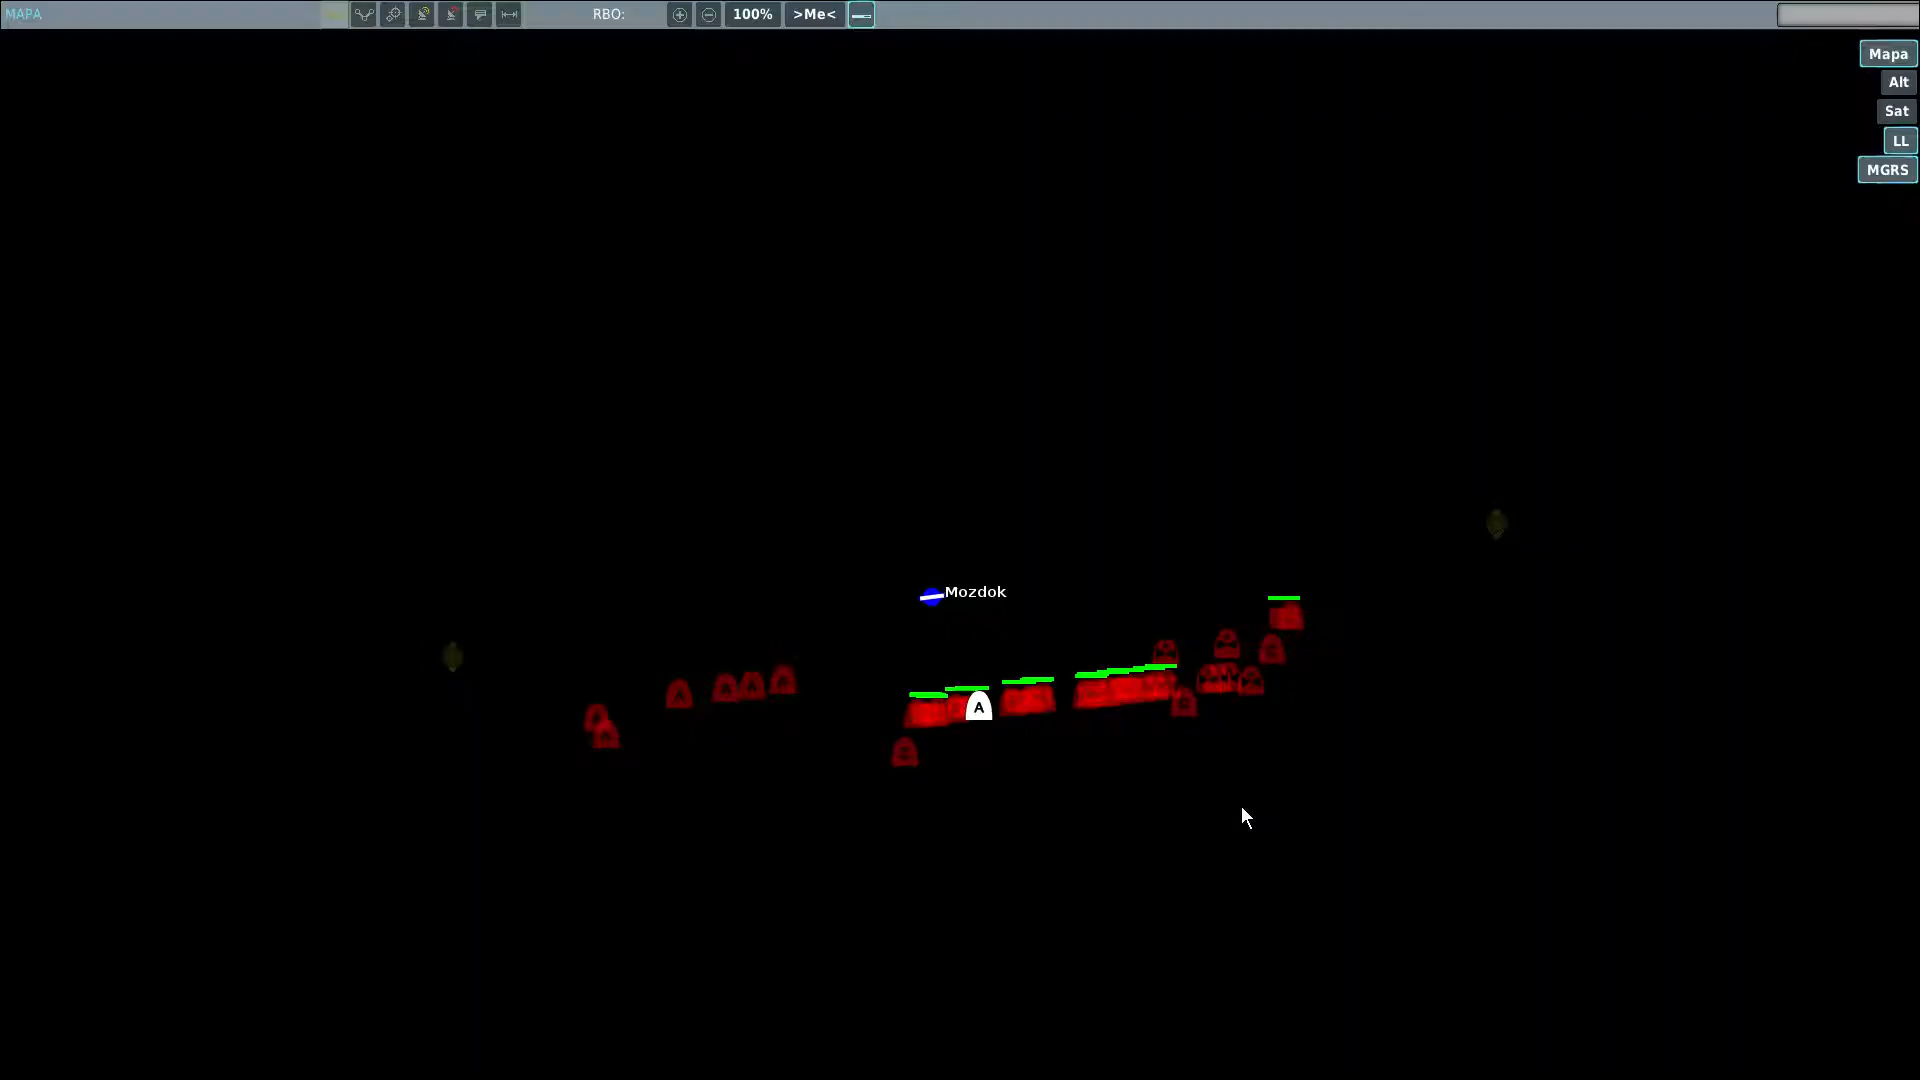 MAPA
RBO:
100%
>Me<
Mapa
Alt
Sat
LL
MGRS
Mozdok
A